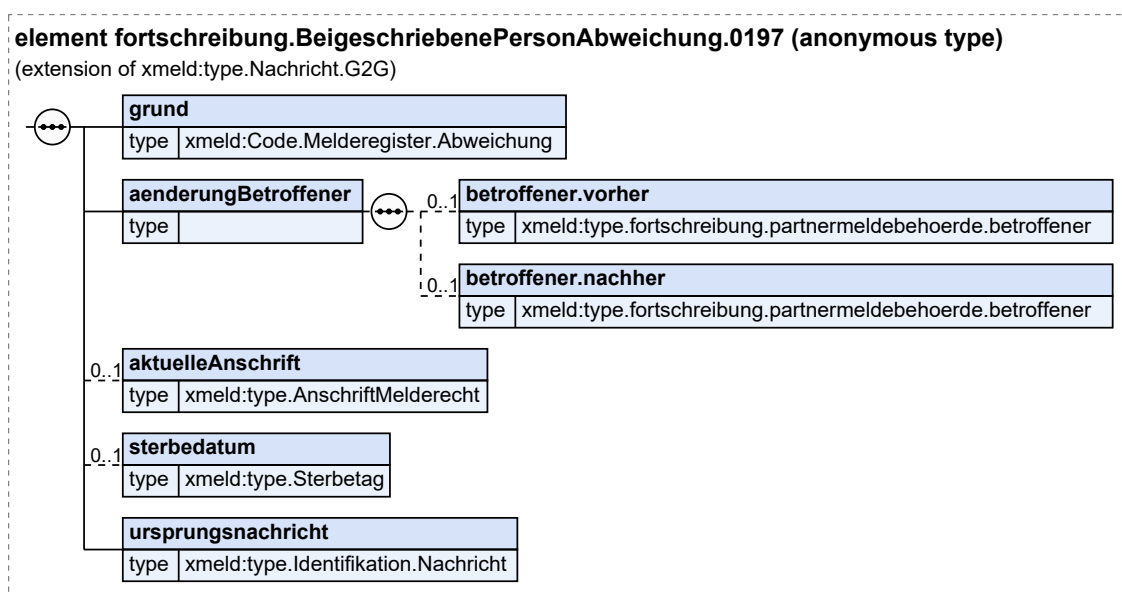 element fortschreibung.BeigeschriebenePersonAbweichung.0197 (anonymous type)
(extension of xmeld:type.Nachricht.G2G)
grund
type xmeld:Code.Melderegister.Abweichung
aenderungBetroffener
type
0..1 betroffener.vorher
type xmeld:type.fortschreibung.partnermeldebehoerde.betroffener
0..1 betroffener.nachher
type xmeld:type.fortschreibung.partnermeldebehoerde.betroffener
0..1 aktuelleAnschrift
type xmeld:type.AnschriftMelderecht
0..1 sterbedatum
type xmeld:type.Sterbetag
ursprungsnachricht
type xmeld:type.Identifikation.Nachricht